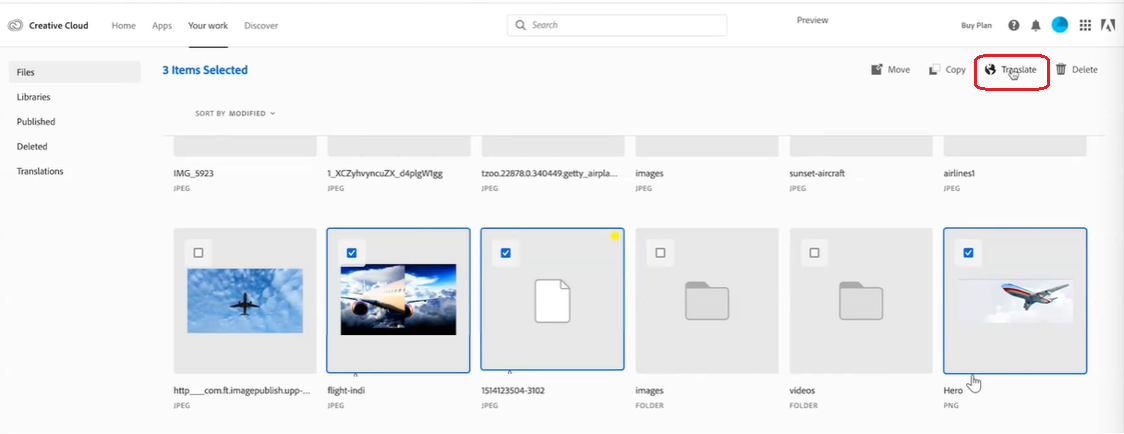 Creative Cloud Home Apps Your work Discover Search Preview Buy Plan
Files
3 Items Selected Move Copy Translate Delete
Libraries
SORT BY MODIFIED
Published
Deleted
Translations
IMG_5923 1_XCZyhvyncuZX_d4plgW1gg tzoo.22878.0.340449.getty_airpla... images sunset-aircraft airlines1
JPEG JPEG JPEG JPEG JPEG JPEG
http___com.ft.imagepublish.upp-... flight-indi 1514123504-3102 images videos Hero
JPEG JPEG JPEG FOLDER FOLDER PNG